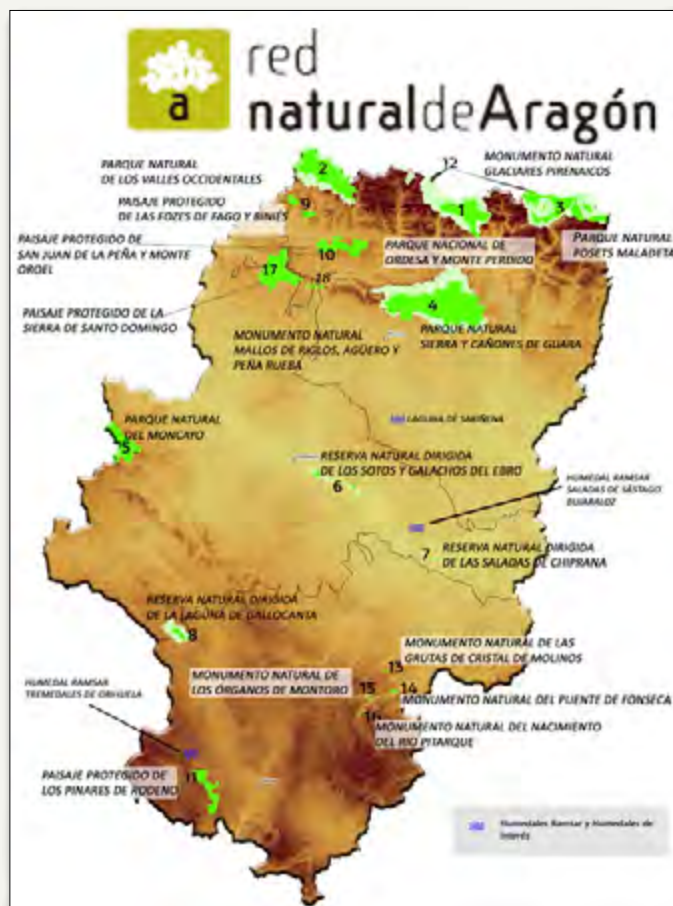 a
red
naturaldeAragón
PARQUE NATURAL
DE LOS VALLES OCCIDENTALES
2
12
MONUMENTO NATURAL
GLACIARES PIRENAICOS
PAISAJE PROTEGIDO
DE LAS FOZES DE FAGO Y BINIÉS
9
1
3
PAISAJE PROTEGIDO DE
SAN JUAN DE LA PEÑA Y MONTE
OROEL
10
PARQUE NACIONAL DE
ORDESA Y MONTE PERDIDO
PARQUE NATURAL
POSETS MALADETA
17
18
4
PAISAJE PROTEGIDO DE LA
SIERRA DE SANTO DOMINGO
MONUMENTO NATURAL
MALLOS DE RIGLOS, AGÜERO Y
PEÑA RUEBA
PARQUE NATURAL
SIERRA Y CAÑONES DE GUARA
PARQUE NATURAL
DEL MONCAYO
5
LAGUNA DE SARIÑENA
RESERVA NATURAL DIRIGIDA
DE LOS SOTOS Y GALACHOS DEL EBRO
6
HUMEDAL RAMSAR
SALADAS DE SÁSTAGO
BUJARALOZ
7
RESERVA NATURAL DIRIGIDA
DE LAS SALADAS DE CHIPRANA
RESERVA NATURAL DIRIGIDA
DE LA LAGUNA DE GALLOCANTA
8
MONUMENTO NATURAL DE LAS
GRUTAS DE CRISTAL DE MOLINOS
13
MONUMENTO NATURAL DE
LOS ÓRGANOS DE MONTORO
15
14
MONUMENTO NATURAL DEL PUENTE DE FONSECA
16
MONUMENTO NATURAL DEL NACIMIENTO
DEL RIO PITARQUE
HUMEDAL RAMSAR
TREMEDALES DE ORIHUELA
PAISAJE PROTEGIDO DE
LOS PINARES DE RODENO
11
Humedales Ramsar y Humedales de
Interés